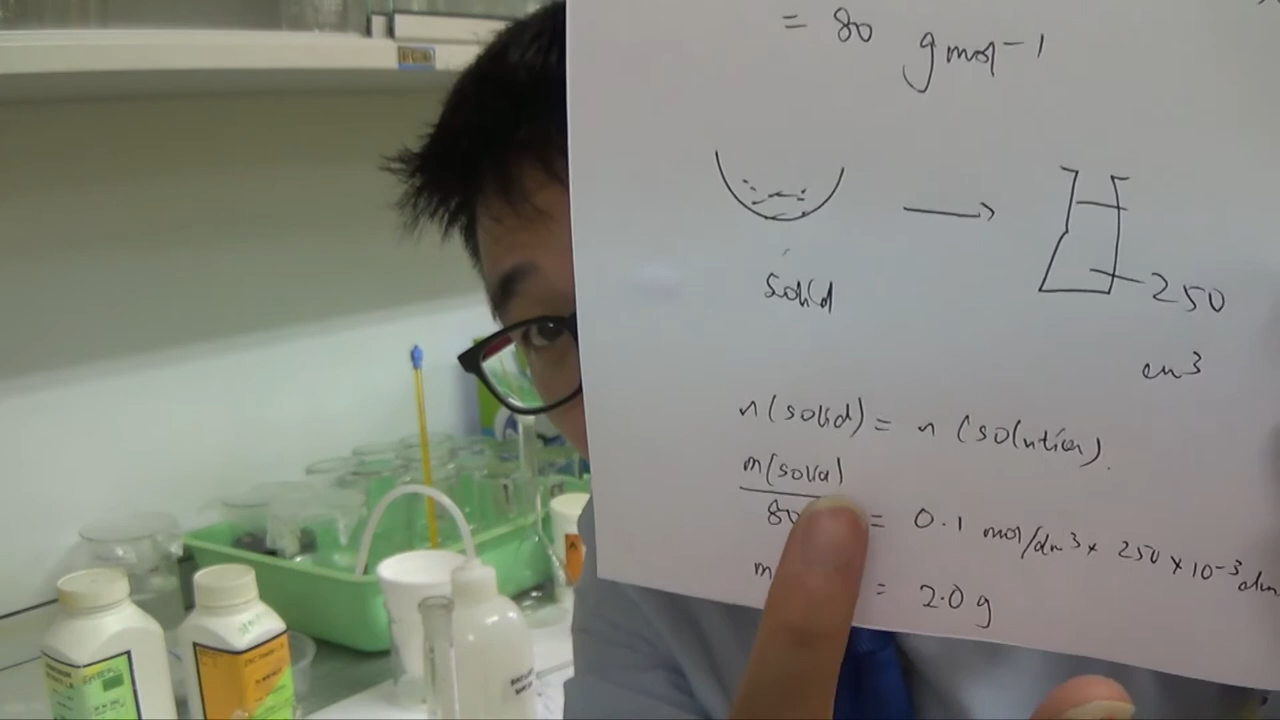 = 80 g mol-1
solid
250
cm3
n(solid) = n (solution).
m(solid)
80 = 0.1 mol/dm3 x 250 x 10-3 dm
m = 2.0 g